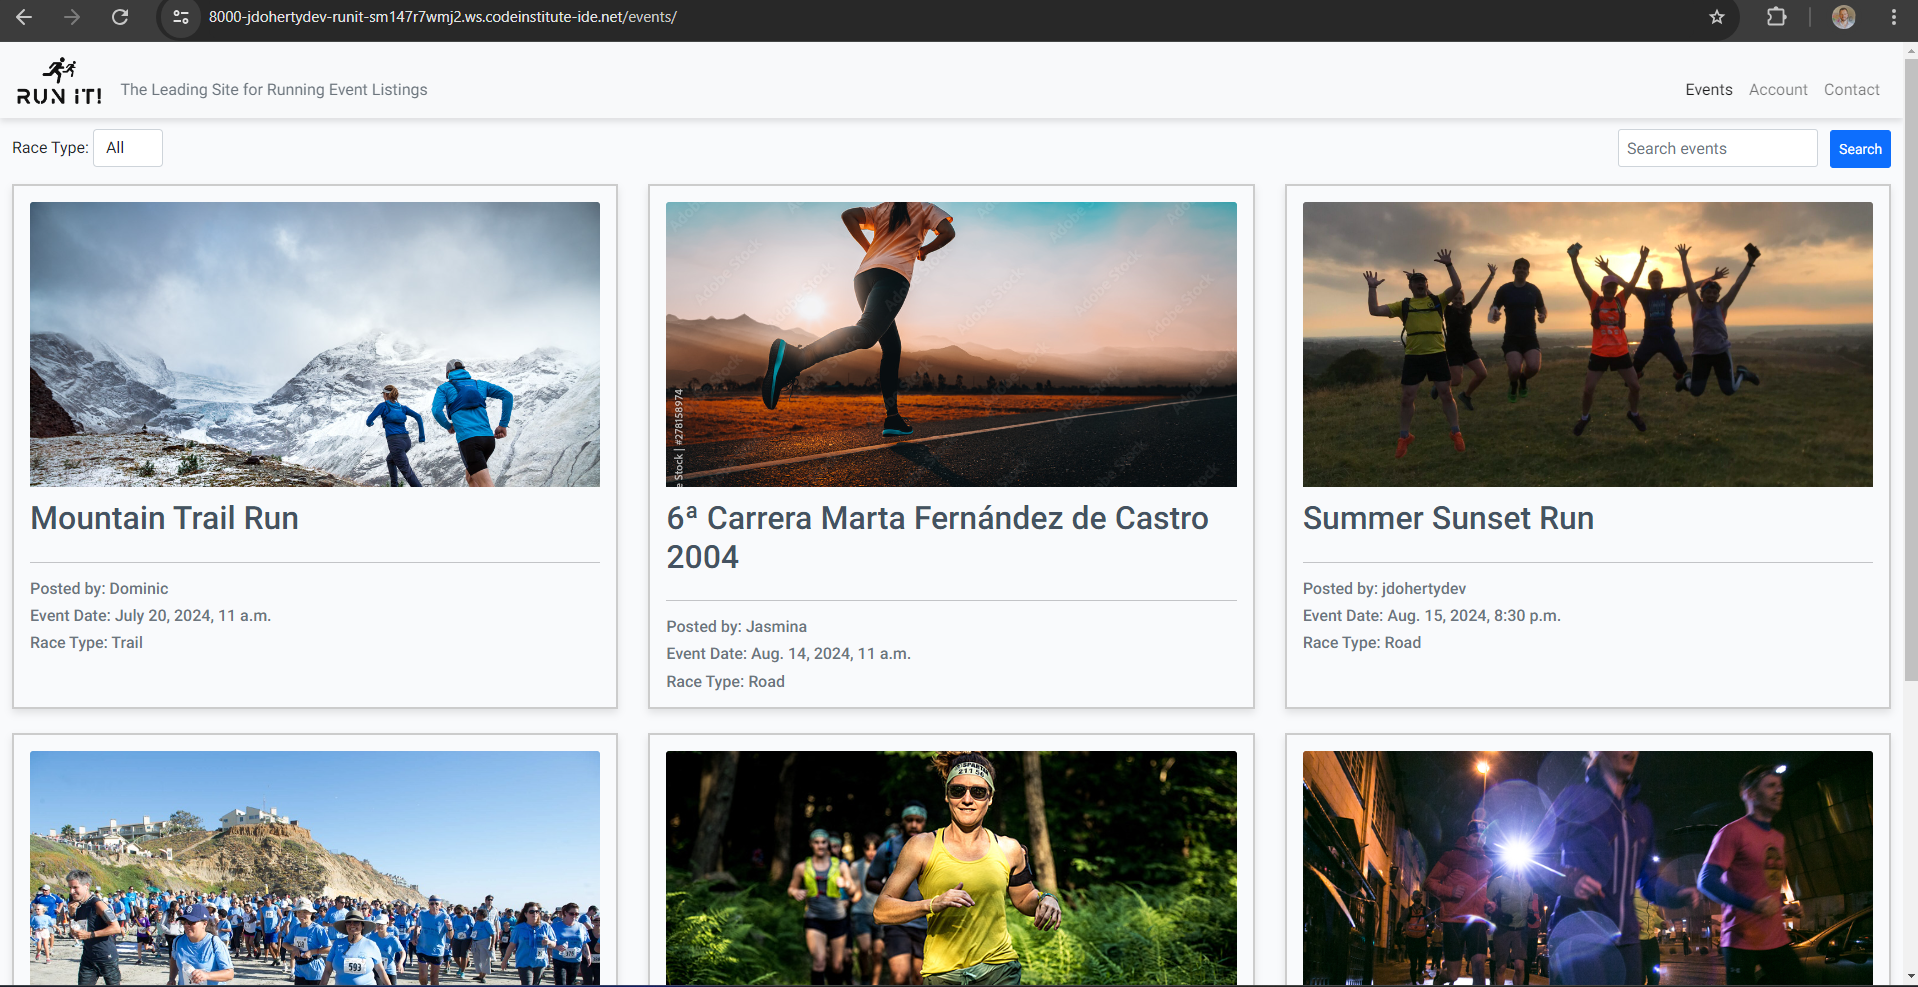 8000-jdohertydev-runit-sm147r7wmj2.ws.codeinstitute-ide.net/events/
RUN IT!
The Leading Site for Running Event Listings
Events
Account
Contact
Race Type:
All
Search events
Search
Adobe Stock
Stock | #278158974
Mountain Trail Run
Posted by: Dominic
Event Date: July 20, 2024, 11 a.m.
Race Type: Trail
6ª Carrera Marta Fernández de Castro
2004
Posted by: Jasmina
Event Date: Aug. 14, 2024, 11 a.m.
Race Type: Road
Summer Sunset Run
Posted by: jdohertydev
Event Date: Aug. 15, 2024, 8:30 p.m.
Race Type: Road
593